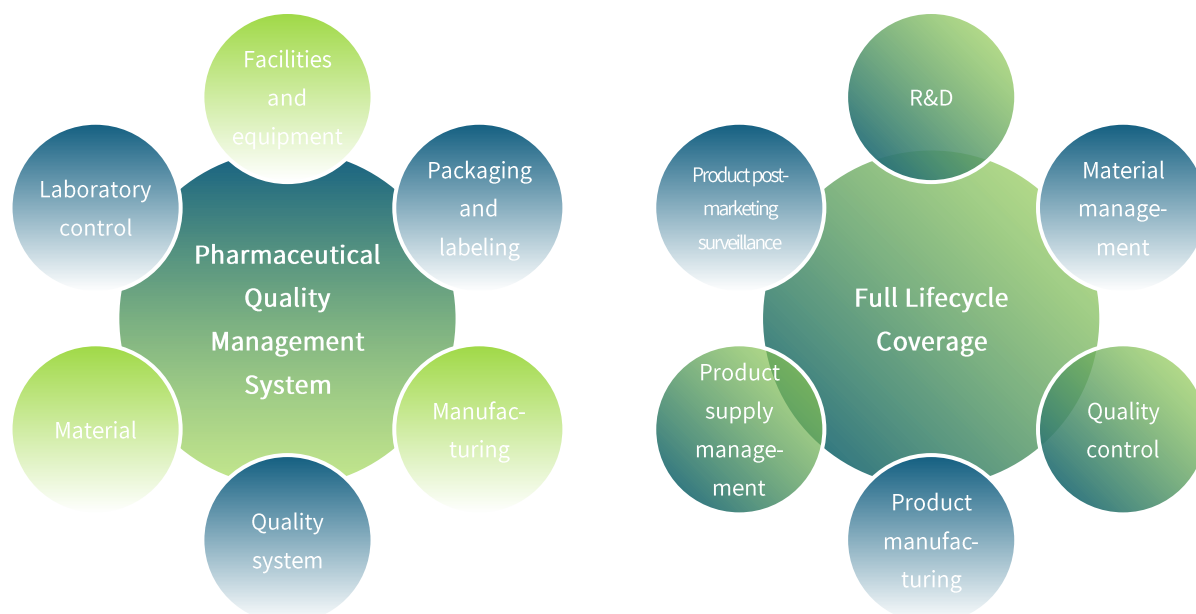 Facilities
and
equipment
Laboratory
control
Packaging
and
labeling
Pharmaceutical
Quality
Management
System
Material
Manufac-
turing
Quality
system
R&D
Product post-
marketing
surveillance
Material
manage-
ment
Full Lifecycle
Coverage
Product
supply
manage-
ment
Quality
control
Product
manufac-
turing